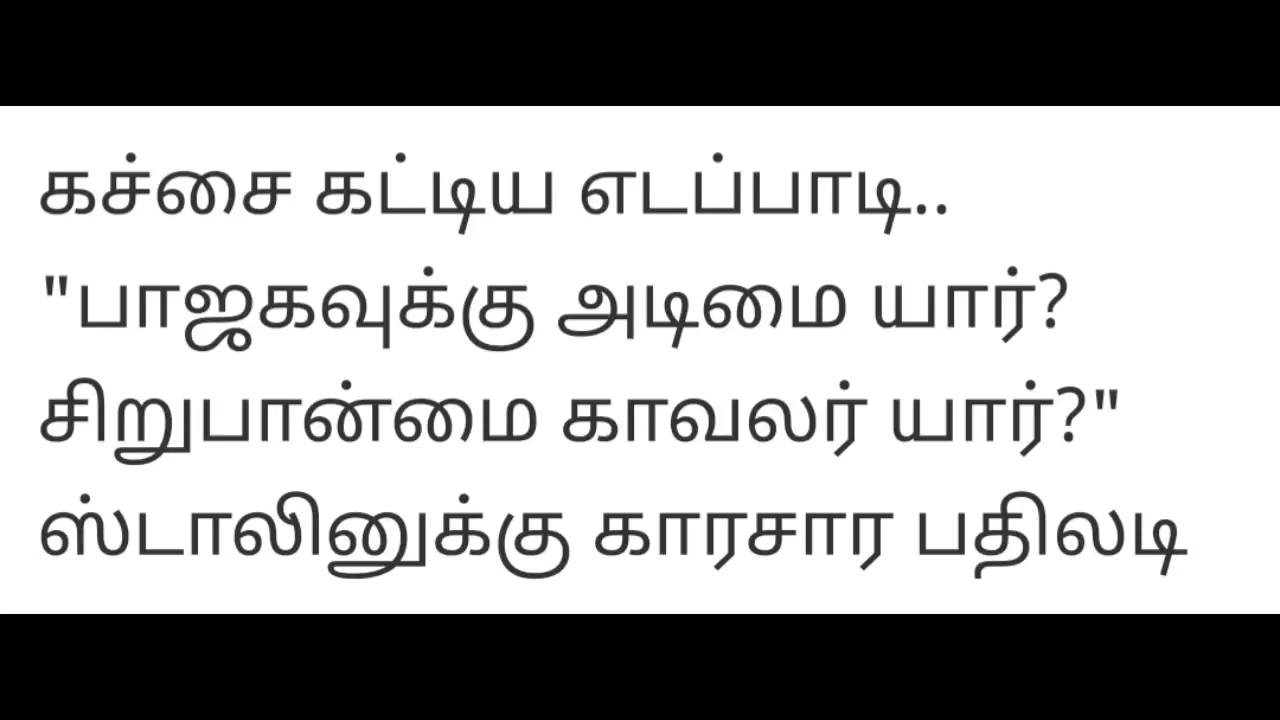 கச்சை கட்டிய எடப்பாடி..
"பாஜகவுக்கு அடிமை யார்?
சிறுபான்மை காவலர் யார்?"
ஸ்டாலினுக்கு காரசார பதிலடி